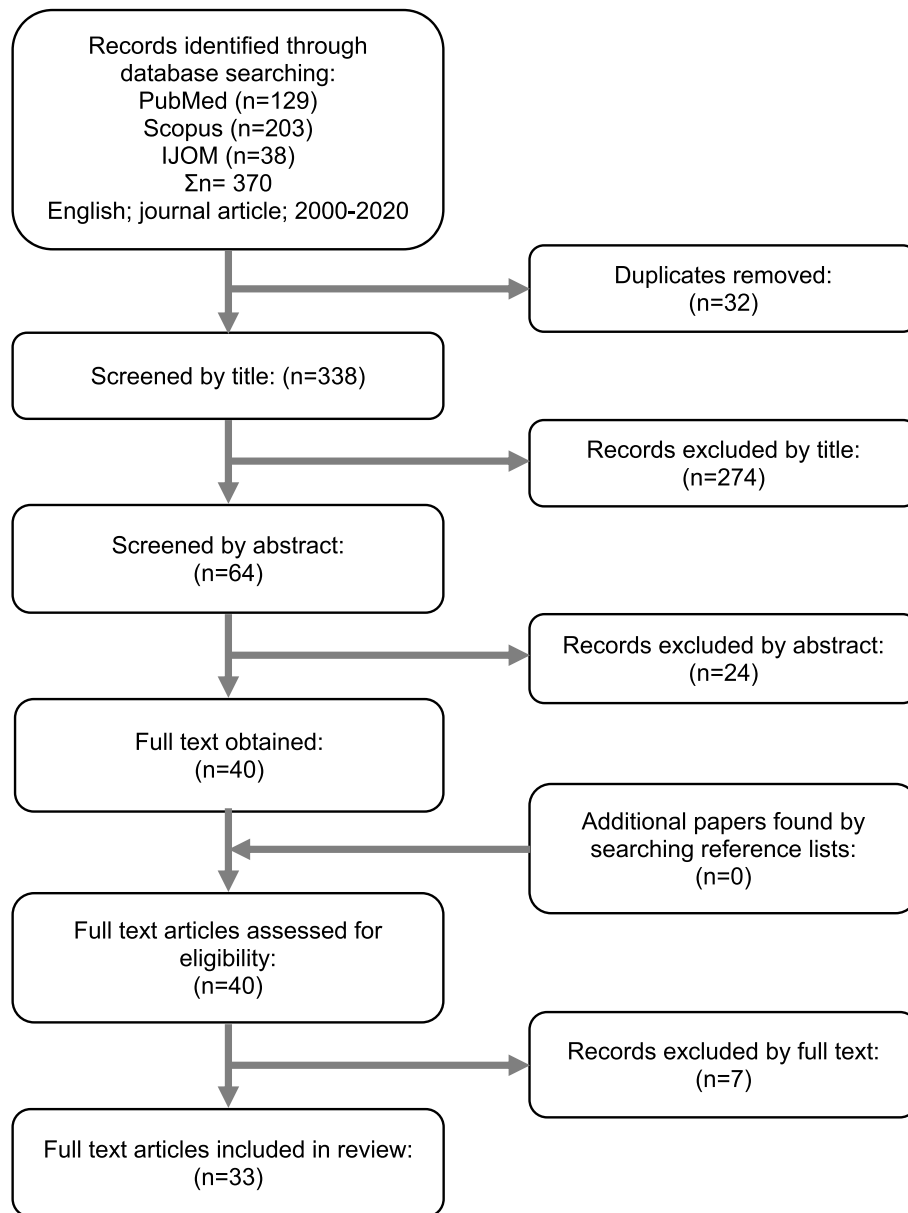 Records identified through
database searching:
PubMed (n=129)
Scopus (n=203)
IJOM (n=38)
Σn= 370
English; journal article; 2000-2020
Duplicates removed:
(n=32)
Screened by title: (n=338)
Records excluded by title:
(n=274)
Screened by abstract:
(n=64)
Records excluded by abstract:
(n=24)
Full text obtained:
(n=40)
Additional papers found by
searching reference lists:
(n=0)
Full text articles assessed for
eligibility:
(n=40)
Records excluded by full text:
(n=7)
Full text articles included in review:
(n=33)